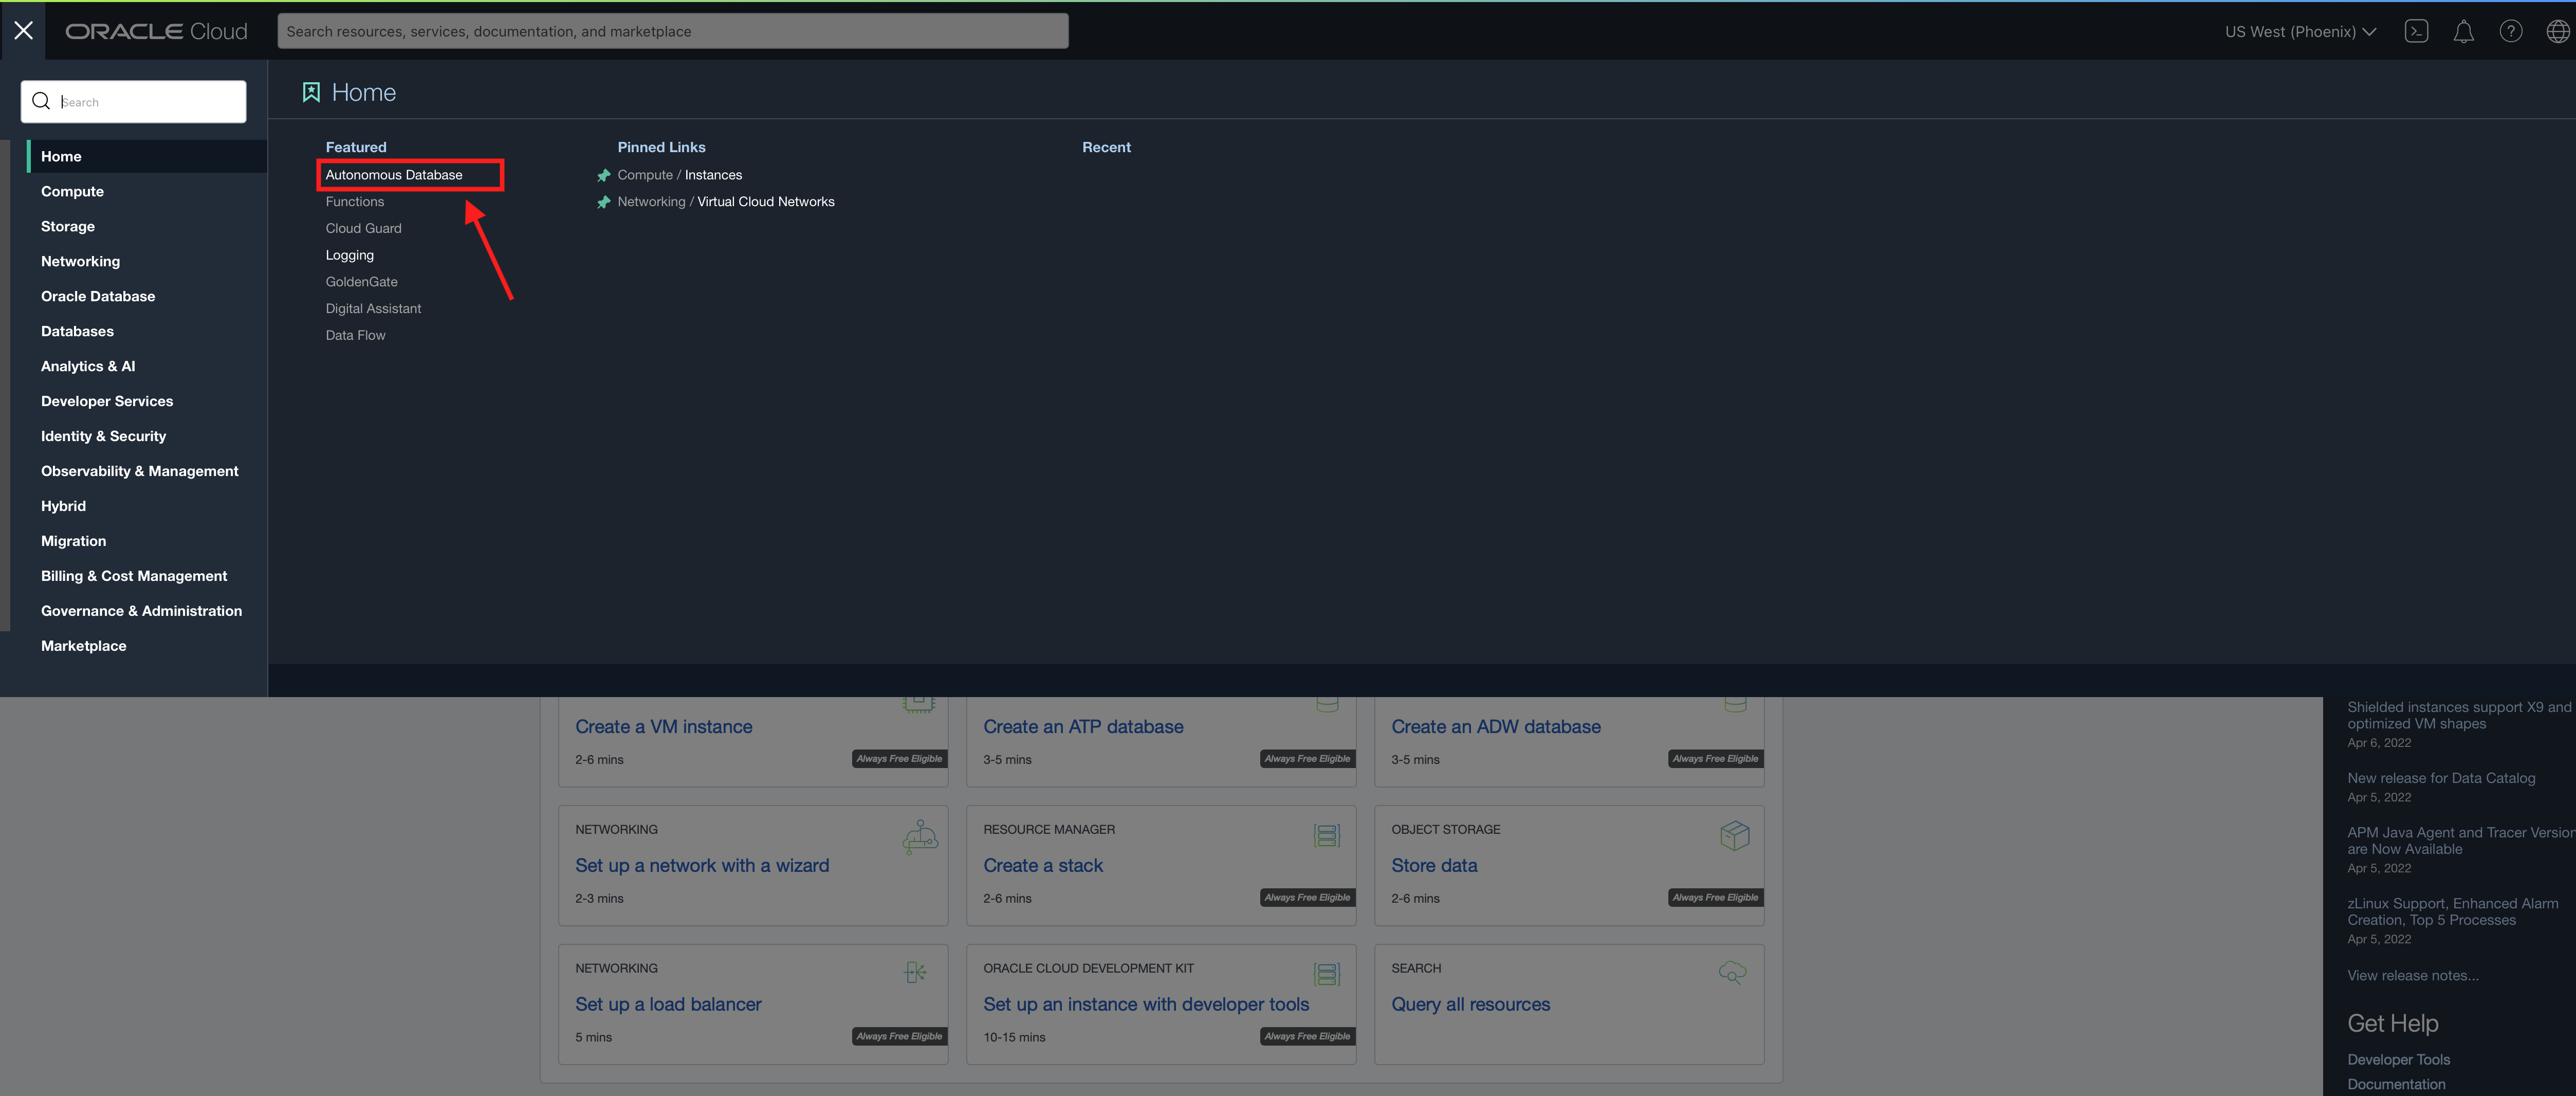 ORACLE Cloud
Search resources, services, documentation, and marketplace
US West (Phoenix)
Search
Home
Compute
Storage
Networking
Oracle Database
Databases
Analytics & AI
Developer Services
Identity & Security
Observability & Management
Hybrid
Migration
Billing & Cost Management
Governance & Administration
Marketplace
Home
Featured
Autonomous Database
Functions
Cloud Guard
Logging
GoldenGate
Digital Assistant
Data Flow
Pinned Links
Compute / Instances
Networking / Virtual Cloud Networks
Recent
Create a VM instance
2-6 mins
Always Free Eligible
Create an ATP database
3-5 mins
Always Free Eligible
Create an ADW database
3-5 mins
Always Free Eligible
NETWORKING
Set up a network with a wizard
2-3 mins
RESOURCE MANAGER
Create a stack
2-6 mins
Always Free Eligible
OBJECT STORAGE
Store data
2-6 mins
Always Free Eligible
NETWORKING
Set up a load balancer
5 mins
Always Free Eligible
ORACLE CLOUD DEVELOPMENT KIT
Set up an instance with developer tools
10-15 mins
Always Free Eligible
SEARCH
Query all resources
Shielded instances support X9 and
optimized VM shapes
Apr 6, 2022
New release for Data Catalog
Apr 5, 2022
APM Java Agent and Tracer Version
are Now Available
Apr 5, 2022
zLinux Support, Enhanced Alarm
Creation, Top 5 Processes
Apr 5, 2022
View release notes...
Get Help
Developer Tools
Documentation